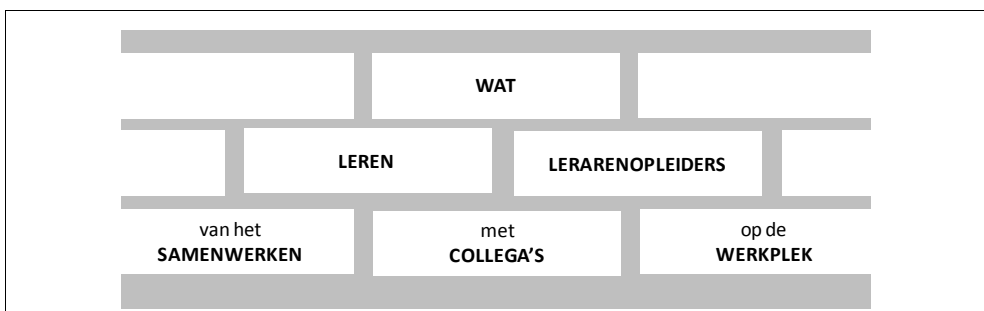 WAT
LEREN
LERARENOPLEIDERS
van het
SAMENWERKEN
met
COLLEGA'S
op de
WERKPLEK